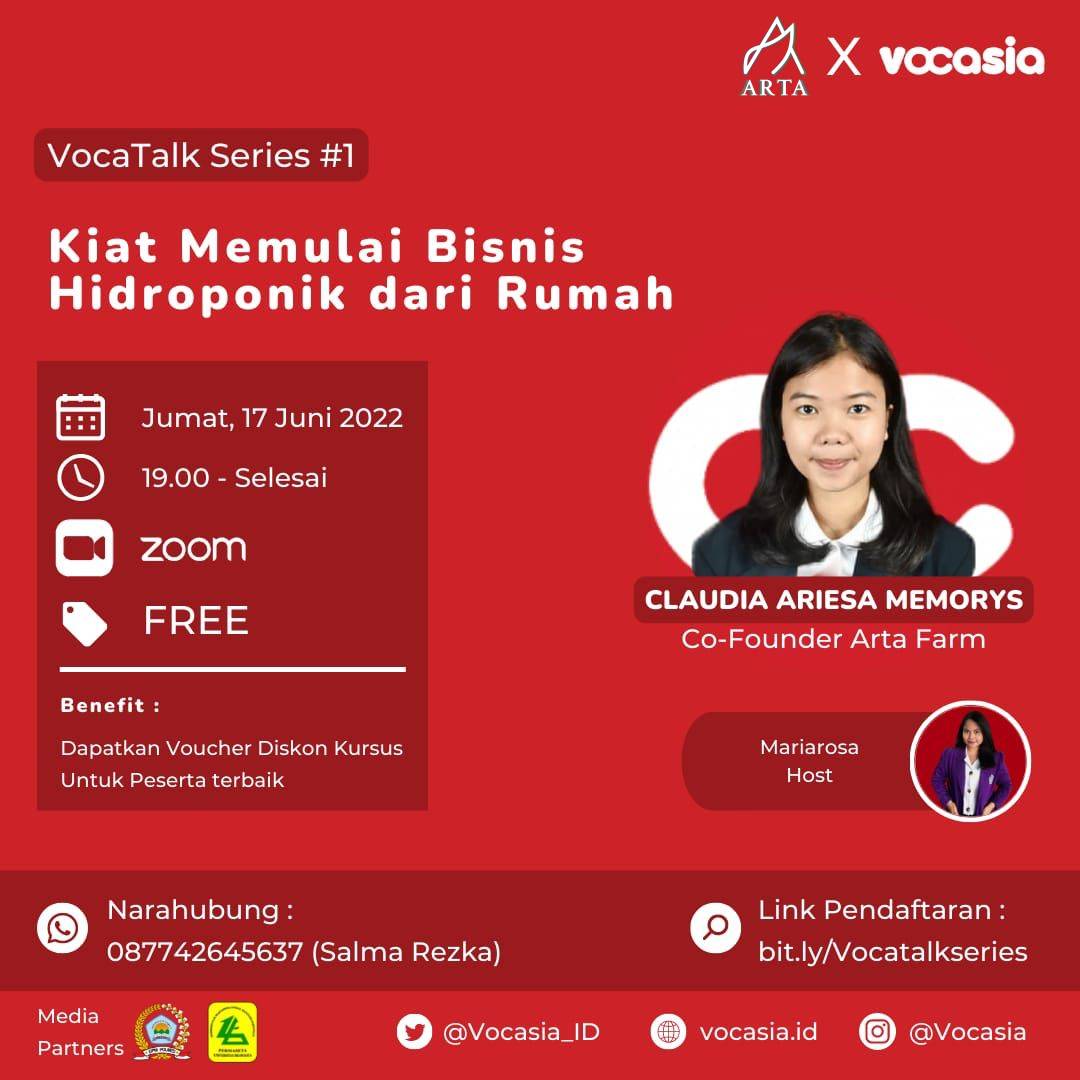 ARTA X vocasia
VocaTalk Series #1
Kiat Memulai Bisnis
Hidroponik dari Rumah
Jumat, 17 Juni 2022
19.00 - Selesai
zoom
FREE
Benefit :
Dapatkan Voucher Diskon Kursus
Untuk Peserta terbaik
CLAUDIA ARIESA MEMORYS
Co-Founder Arta Farm
Mariarosa
Host
Narahubung :
087742645637 (Salma Rezka)
Link Pendaftaran :
bit.ly/Vocatalkseries
Media
Partners
@Vocasia_ID
vocasia.id
@Vocasia